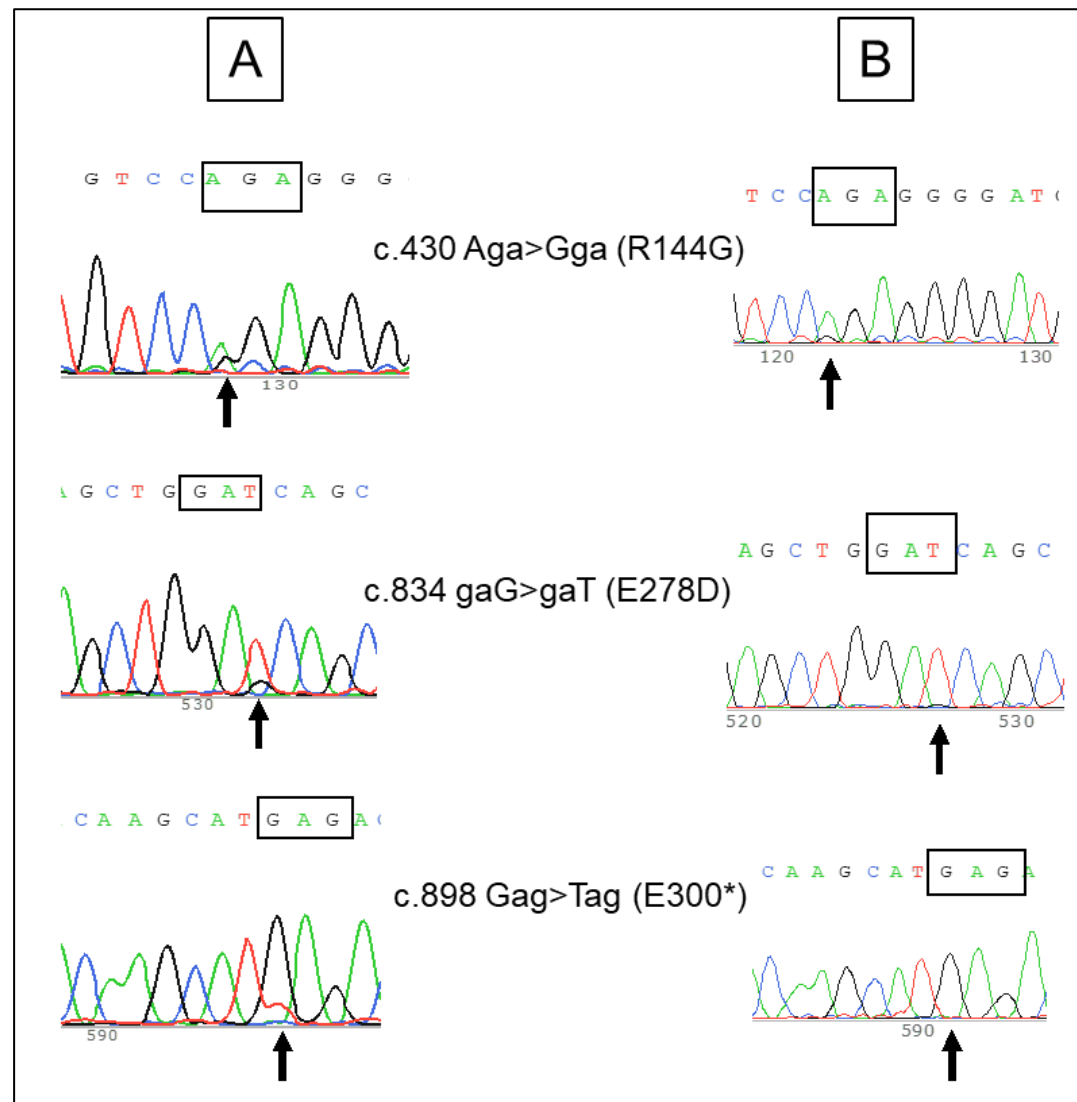 A
B
G T C C A G A G G G
T C C A G A G G G G A T
c.430 Aga>Gga (R144G)
130
120 130
A G C T G G A T C A G C
A G C T G G A T C A G C
c.834 gaG>gaT (E278D)
530
520 530
C A A G C A T G A G A
C A A G C A T G A G A
c.898 Gag>Tag (E300*)
590
590